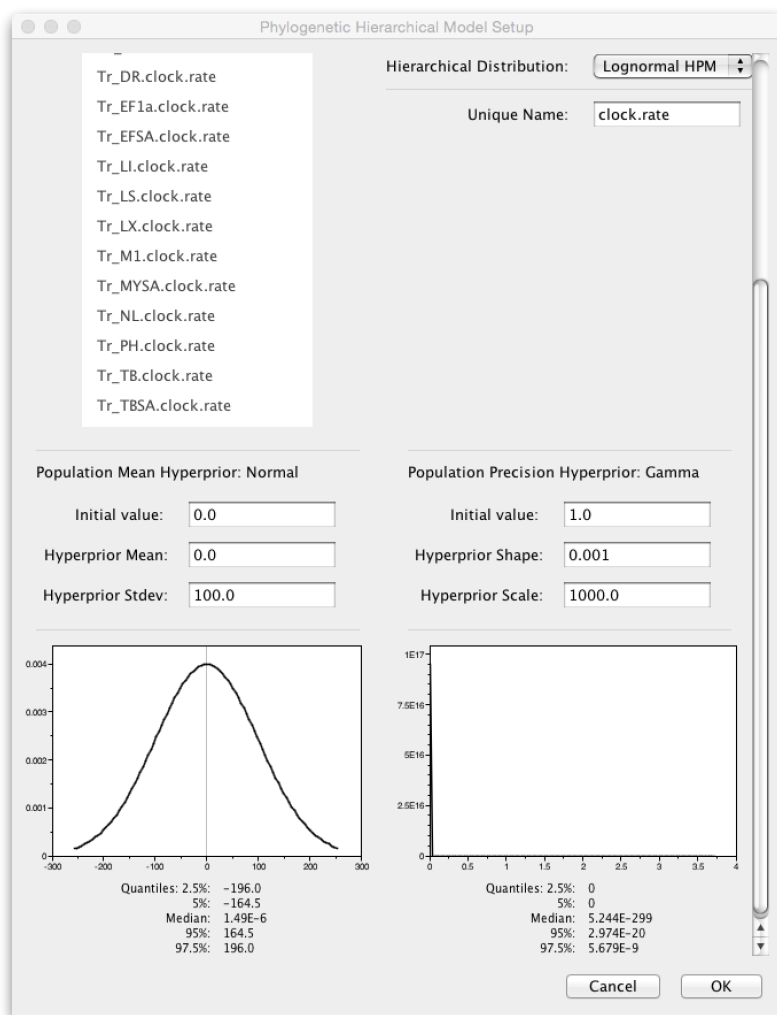 Phylogenetic Hierarchical Model Setup
Tr_DR.clock.rate
Tr_EF1a.clock.rate
Tr_EFSA.clock.rate
Tr_LI.clock.rate
Tr_LS.clock.rate
Tr_LX.clock.rate
Tr_M1.clock.rate
Tr_MYSA.clock.rate
Tr_NL.clock.rate
Tr_PH.clock.rate
Tr_TB.clock.rate
Tr_TBSA.clock.rate
Hierarchical Distribution: Lognormal HPM
Unique Name: clock.rate
Population Mean Hyperprior: Normal
Initial value: 0.0
Hyperprior Mean: 0.0
Hyperprior Stdev: 100.0
Population Precision Hyperprior: Gamma
Initial value: 1.0
Hyperprior Shape: 0.001
Hyperprior Scale: 1000.0
0.004
0.003
0.002
0.001
0
-300 -200 -100 0 100 200 300
Quantiles: 2.5%: -196.0
5%: -164.5
Median: 1.49E-6
95%: 164.5
97.5%: 196.0
1E17
7.5E16
5E16
2.5E16
0
0 0.5 1 1.5 2 2.5 3 3.5 4
Quantiles: 2.5%: 0
5%: 0
Median: 5.244E-299
95%: 2.974E-20
97.5%: 5.679E-9
Cancel OK